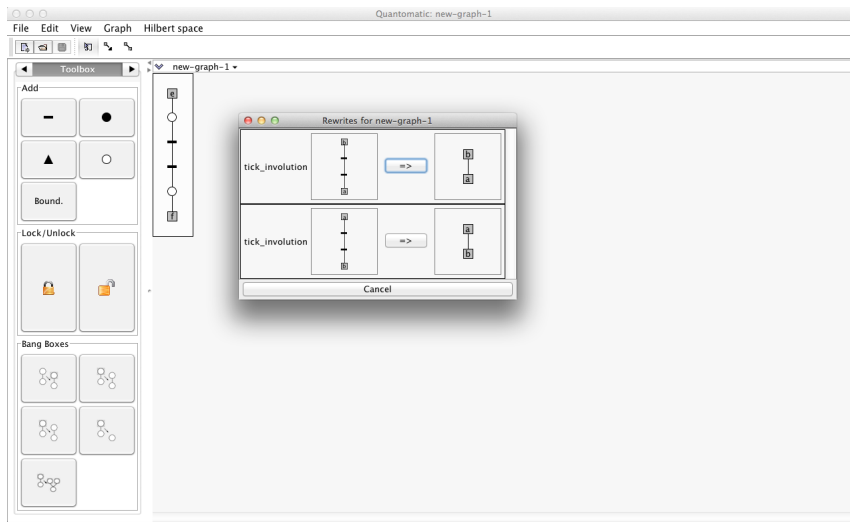 Quantomatic: new-graph-1
File Edit View Graph Hilbert space
Toolbox
new-graph-1
Add
Bound.
Lock/Unlock
Bang Boxes
e
f
Rewrites for new-graph-1
tick_involution
b
a
=>
b
a
tick_involution
a
b
=>
a
b
Cancel